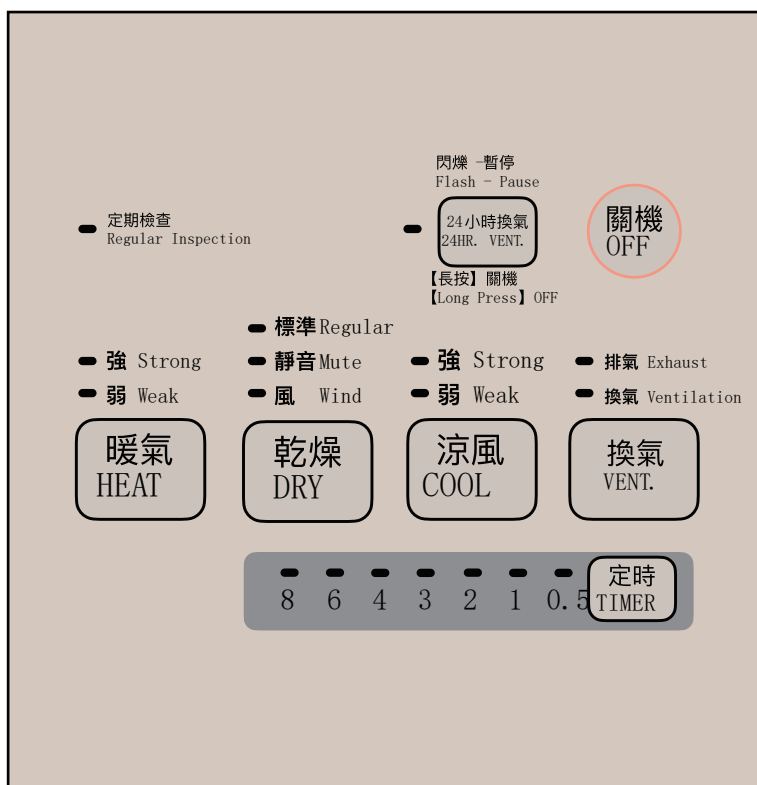 閃爍 -暫停
Flash - Pause
定期檢查
Regular Inspection
24小時換氣
24HR. VENT.
關機
OFF
【長按】關機
【Long Press】OFF
標準Regular
強 Strong
靜音Mute
強 Strong
排氣 Exhaust
弱 Weak
風 Wind
弱 Weak
換氣 Ventilation
暖氣
HEAT
乾燥
DRY
涼風
COOL
換氣
VENT.
8 6 4 3 2 1 0.5
定時
TIMER